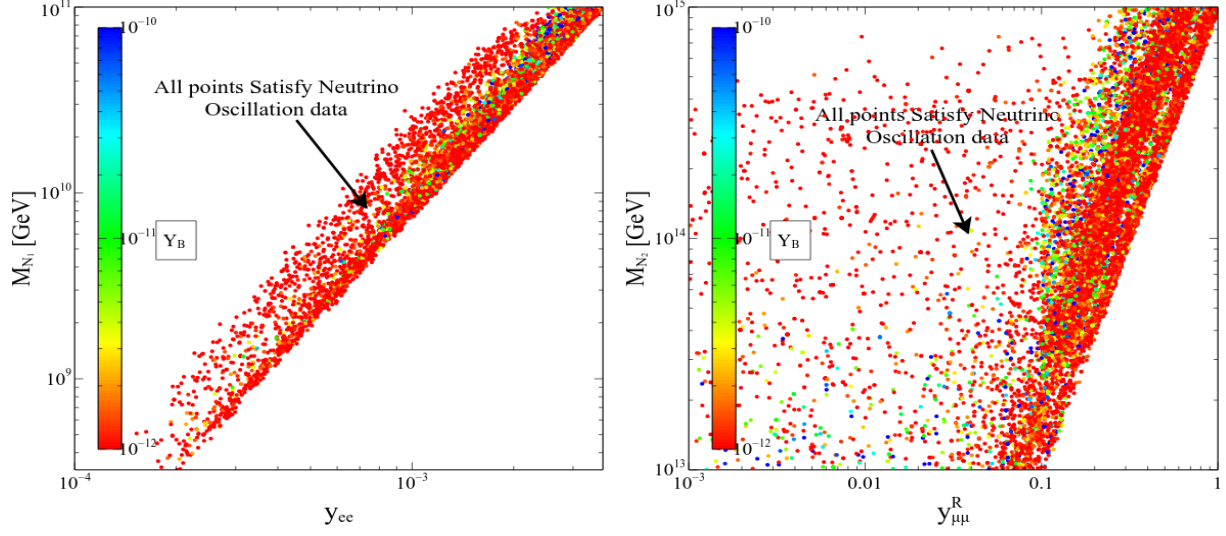 10^11
10^10
10^9
M_N1 [GeV]
10^-10
10^-11
10^-12
Y_B
All points Satisfy Neutrino
Oscillation data
10^-4
10^-3
y_ee
10^15
10^14
10^13
M_N2 [GeV]
10^-10
10^-11
10^-12
Y_B
All points Satisfy Neutrino
Oscillation data
10^-3
0.01
0.1
1
y^R_μμ